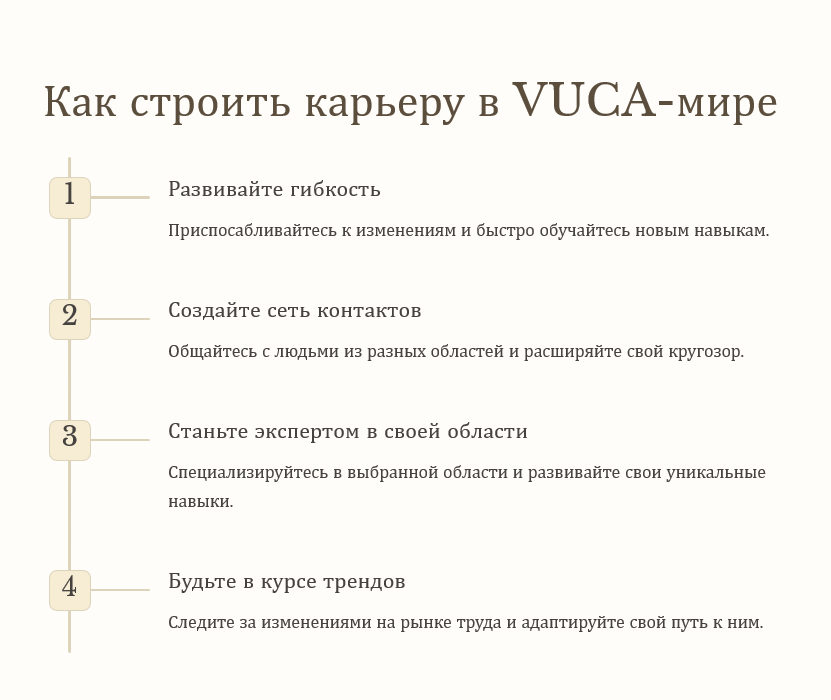 Как строить карьеру в VUCA-мире
1
Развивайте гибкость
Приспосабливайтесь к изменениям и быстро обучайтесь новым навыкам.
2
Создайте сеть контактов
Общайтесь с людьми из разных областей и расширяйте свой кругозор.
3
Станьте экспертом в своей области
Специализируйтесь в выбранной области и развивайте свои уникальные
навыки.
4
Будьте в курсе трендов
Следите за изменениями на рынке труда и адаптируйте свой путь к ним.